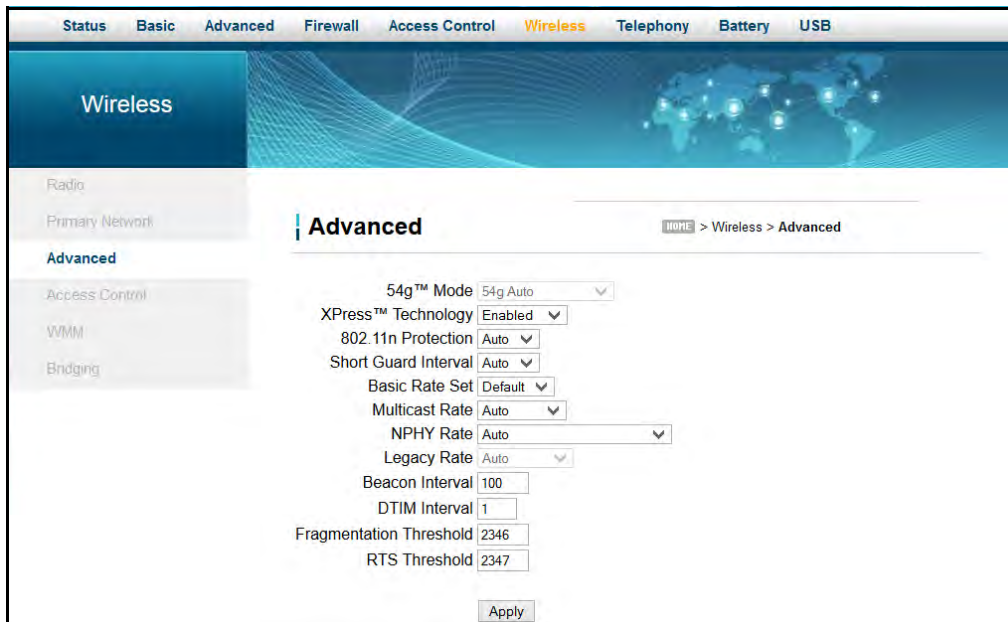 Status Basic Advanced Firewall Access Control Wireless Telephony Battery USB
Wireless
Radio
Primary Network
Advanced
Access Control
WMM
Bridging
Advanced
HOME > Wireless > Advanced
54g™ Mode 54g Auto
XPress™ Technology Enabled
802.11n Protection Auto
Short Guard Interval Auto
Basic Rate Set Default
Multicast Rate Auto
NPHY Rate Auto
Legacy Rate Auto
Beacon Interval 100
DTIM Interval 1
Fragmentation Threshold 2346
RTS Threshold 2347
Apply